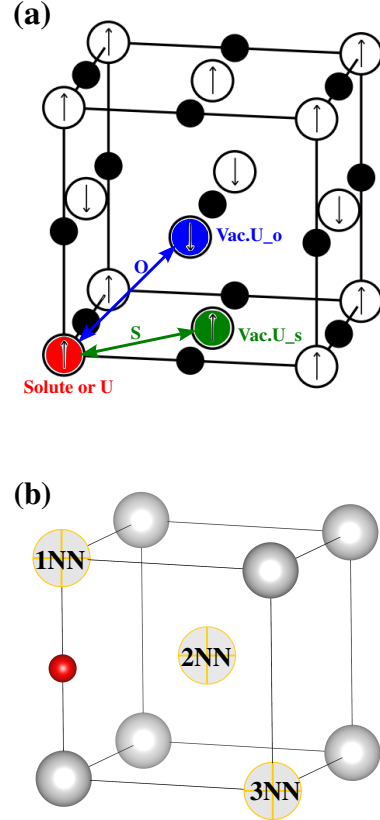 (a)
Vac.U_o
O
S
Vac.U_s
Solute or U
(b)
1NN
2NN
3NN